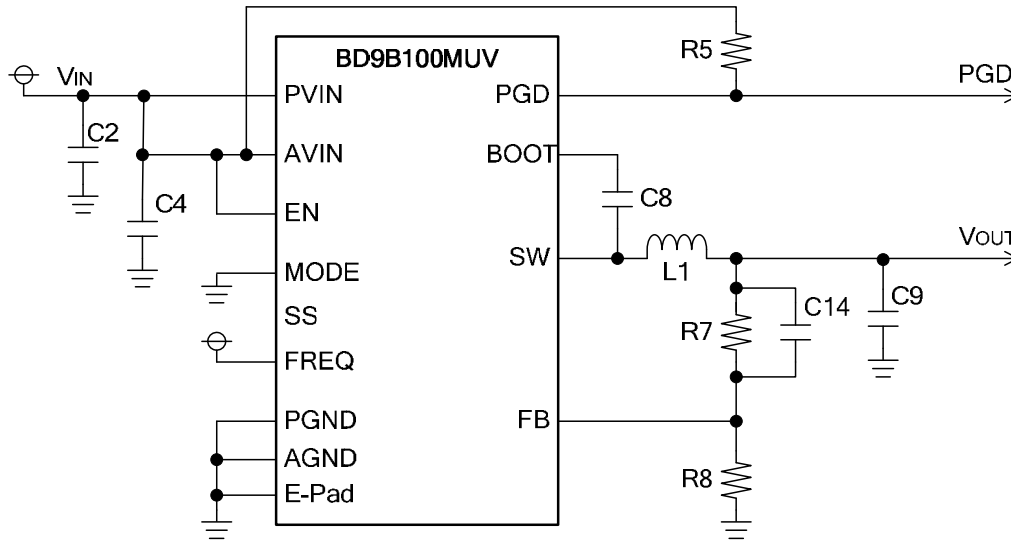 BD9B100MUV
R5
VIN
PVIN
PGD
PGD
C2
AVIN
BOOT
C4
EN
C8
VOUT
SW
MODE
L1
C9
C14
SS
R7
FREQ
PGND
FB
AGND
R8
E-Pad